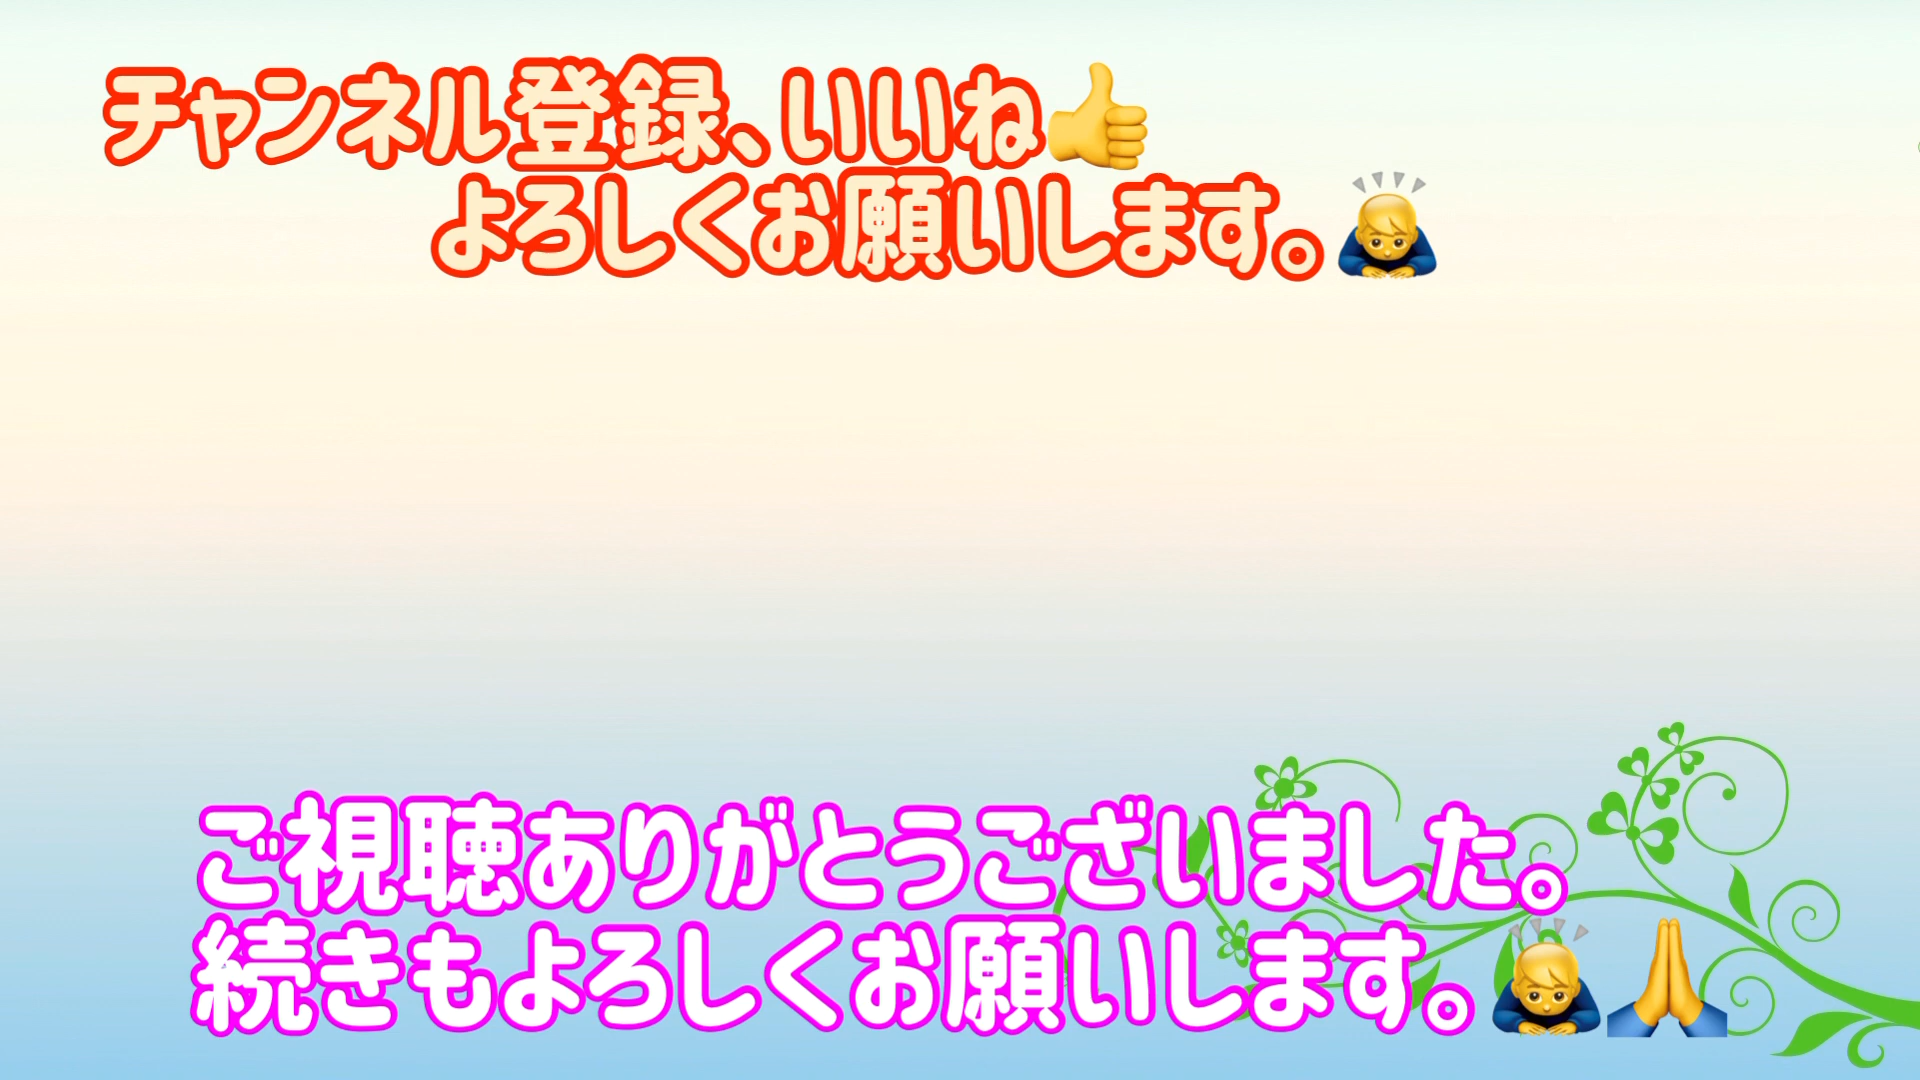 チャンネル登録、いいね👍
よろしくお願いします。🙇
ご視聴ありがとうございました。
続きもよろしくお願いします。🙇🙏